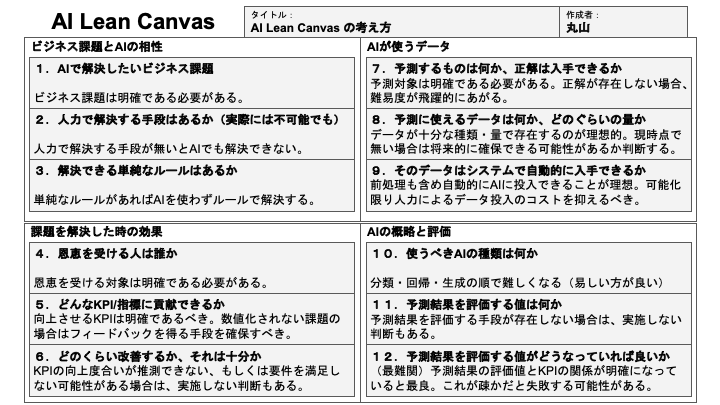 AI Lean Canvas
タイトル：
AI Lean Canvas の考え方
作成者：
丸山
ビジネス課題とAIの相性
１．AIで解決したいビジネス課題
ビジネス課題は明確である必要がある。
２．人力で解決する手段はあるか（実際には不可能でも）
人力で解決する手段が無いとAIでも解決できない。
３．解決できる単純なルールはあるか
単純なルールがあればAIを使わずルールで解決する。
AIが使うデータ
７．予測するものは何か、正解は入手できるか
予測対象は明確である必要がある。正解が存在しない場合、
難易度が飛躍的にあがる。
８．予測に使えるデータは何か、どのぐらいの量か
データが十分な種類・量で存在するのが理想的。現時点で
無い場合は将来的に確保できる可能性があるか判断する。
９．そのデータはシステムで自動的に入手できるか
前処理も含め自動的にAIに投入できることが理想。可能化
限り人力によるデータ投入のコストを抑えるべき。
課題を解決した時の効果
４．恩恵を受ける人は誰か
恩恵を受ける対象は明確である必要がある。
５．どんなKPI/指標に貢献できるか
向上させるKPIは明確であるべき。数値化されない課題の
場合はフィードバックを得る手段を確保すべき。
６．どのくらい改善するか、それは十分か
KPIの向上度合いが推測できない、もしくは要件を満足し
ない可能性がある場合は、実施しない判断もある。
AIの概略と評価
１０．使うべきAIの種類は何か
分類・回帰・生成の順で難しくなる（易しい方が良い）
１１．予測結果を評価する値は何か
予測結果を評価する手段が存在しない場合は、実施しない
判断もある。
１２．予測結果を評価する値がどうなっていれば良いか
（最難関）予測結果の評価値とKPIの関係が明確になって
いると最良。これが疎かだと失敗する可能性がある。